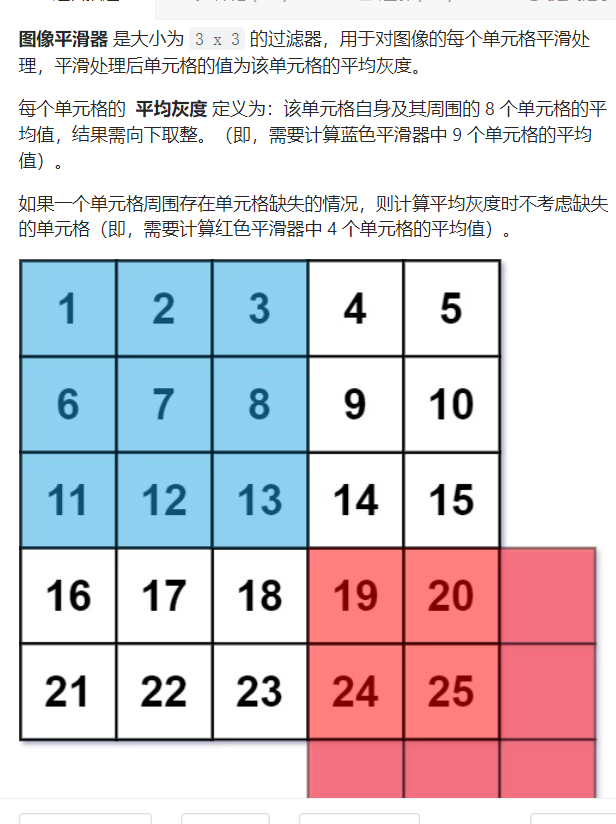 图像平滑器 是大小为 3 x 3 的过滤器，用于对图像的每个单元格平滑处
理，平滑处理后单元格的值为该单元格的平均灰度。
每个单元格的 平均灰度 定义为：该单元格自身及其周围的 8 个单元格的平
均值，结果需向下取整。（即，需要计算蓝色平滑器中 9 个单元格的平均
值）。
如果一个单元格周围存在单元格缺失的情况，则计算平均灰度时不考虑缺失
的单元格（即，需要计算红色平滑器中 4 个单元格的平均值）。
1 2 3 4 5
6 7 8 9 10
11 12 13 14 15
16 17 18 19 20
21 22 23 24 25